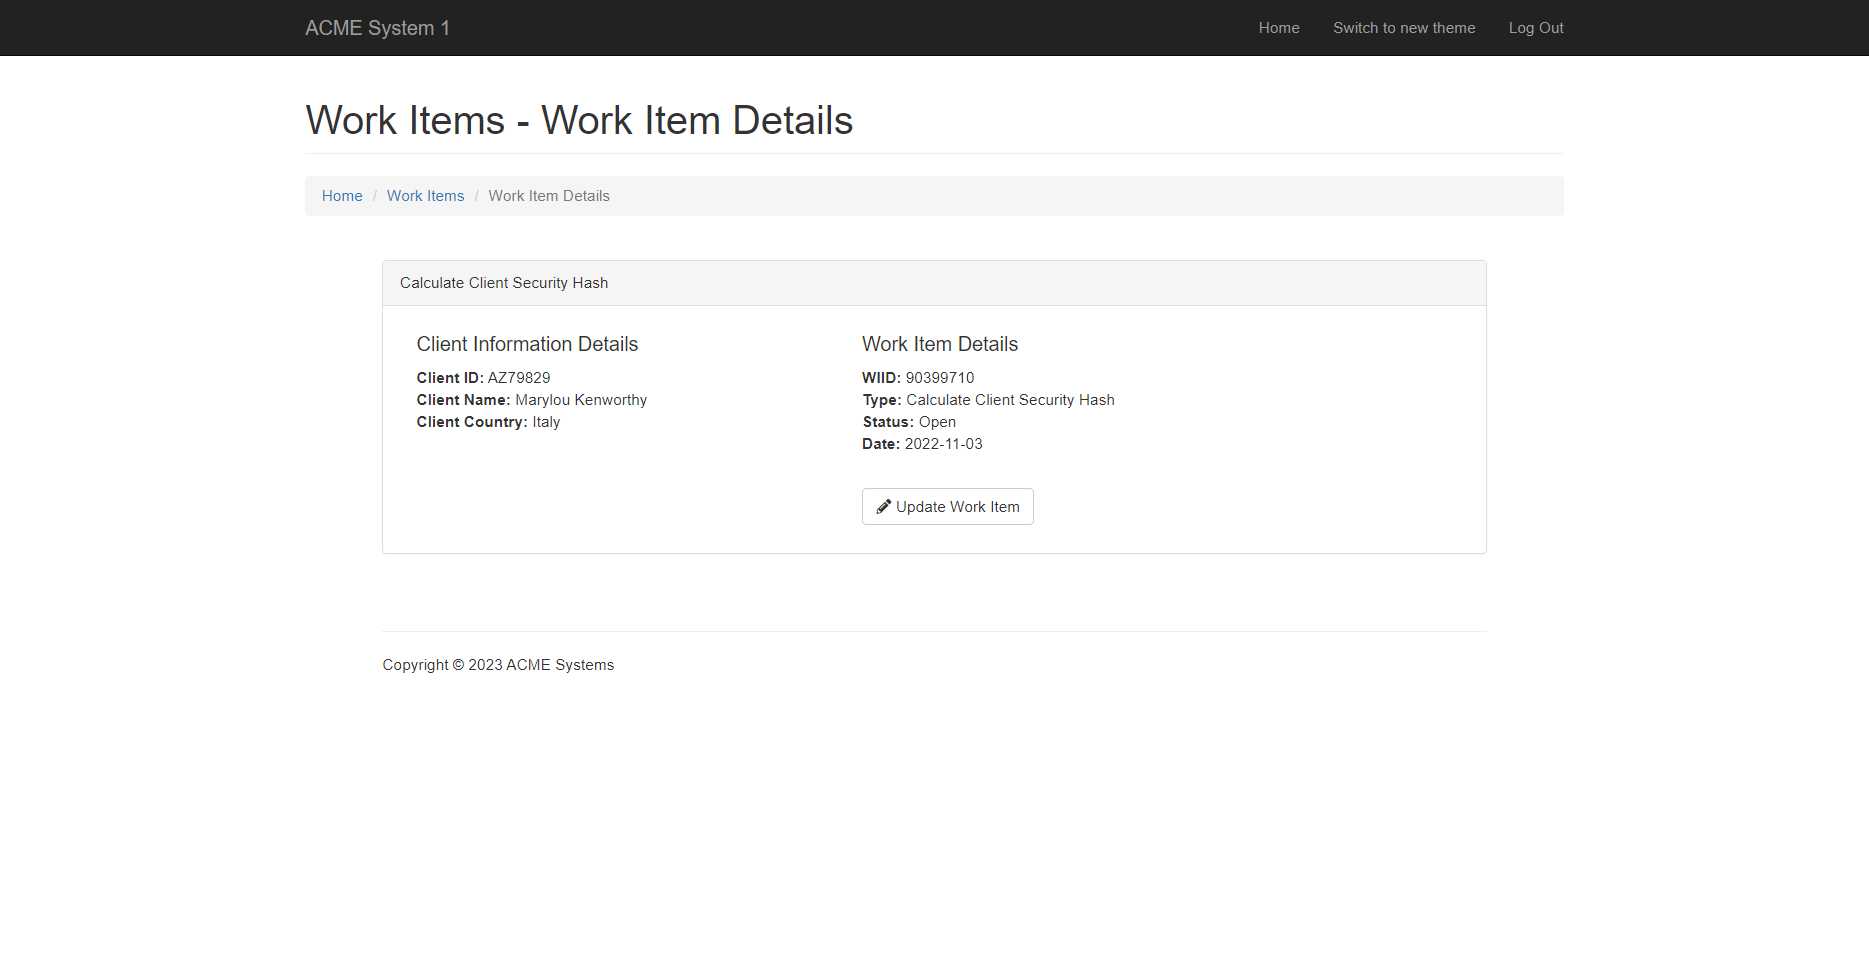 ACME System 1
Home
Switch to new theme
Log Out
Work Items - Work Item Details
Home / Work Items / Work Item Details
Calculate Client Security Hash
Client Information Details
Client ID: AZ79829
Client Name: Marylou Kenworthy
Client Country: Italy
Work Item Details
WIID: 90399710
Type: Calculate Client Security Hash
Status: Open
Date: 2022-11-03
Update Work Item
Copyright © 2023 ACME Systems